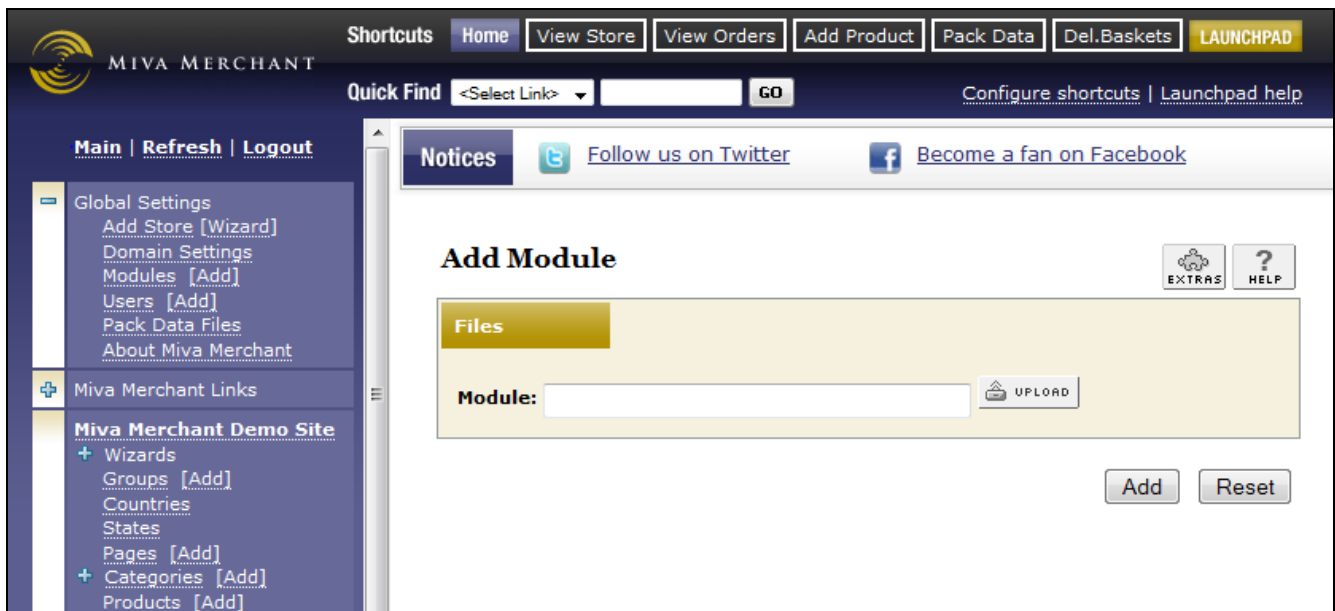 MIVA MERCHANT
Shortcuts Home View Store View Orders Add Product Pack Data Del.Baskets LAUNCHPAD
Quick Find <Select Link> GO Configure shortcuts | Launchpad help
Main | Refresh | Logout
Notices Follow us on Twitter Become a fan on Facebook
Global Settings
Add Store [Wizard]
Domain Settings
Modules [Add]
Users [Add]
Pack Data Files
About Miva Merchant
Miva Merchant Links
Miva Merchant Demo Site
Wizards
Groups [Add]
Countries
States
Pages [Add]
Categories [Add]
Products [Add]
Add Module
EXTRAS ? HELP
Files
Module: UPLOAD
Add Reset